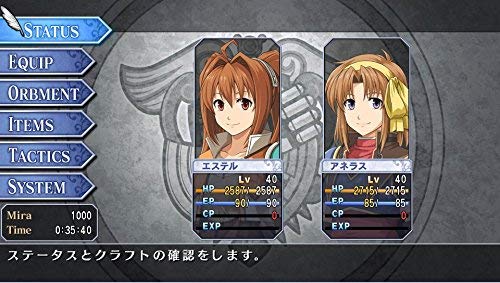 STATUS
EQUIP
ORBMENT
ITEMS
TACTICS
SYSTEM
Mira 1000
Time 0:35:40
エステル
Lv 40
HP 2587/2587
EP 90/90
CP 0
EXP
アネラス
Lv 40
HP 2745/2745
EP 85/85
CP 0
EXP
ステータスとクラフトの確認をします。